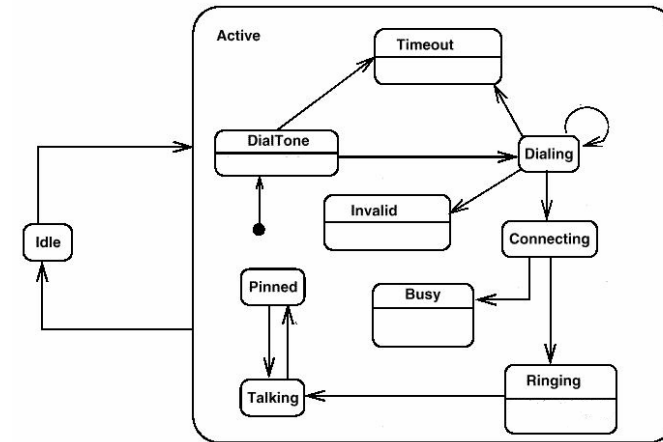 Active
Timeout
DialTone
Dialing
Invalid
Idle
Connecting
Pinned
Busy
Ringing
Talking